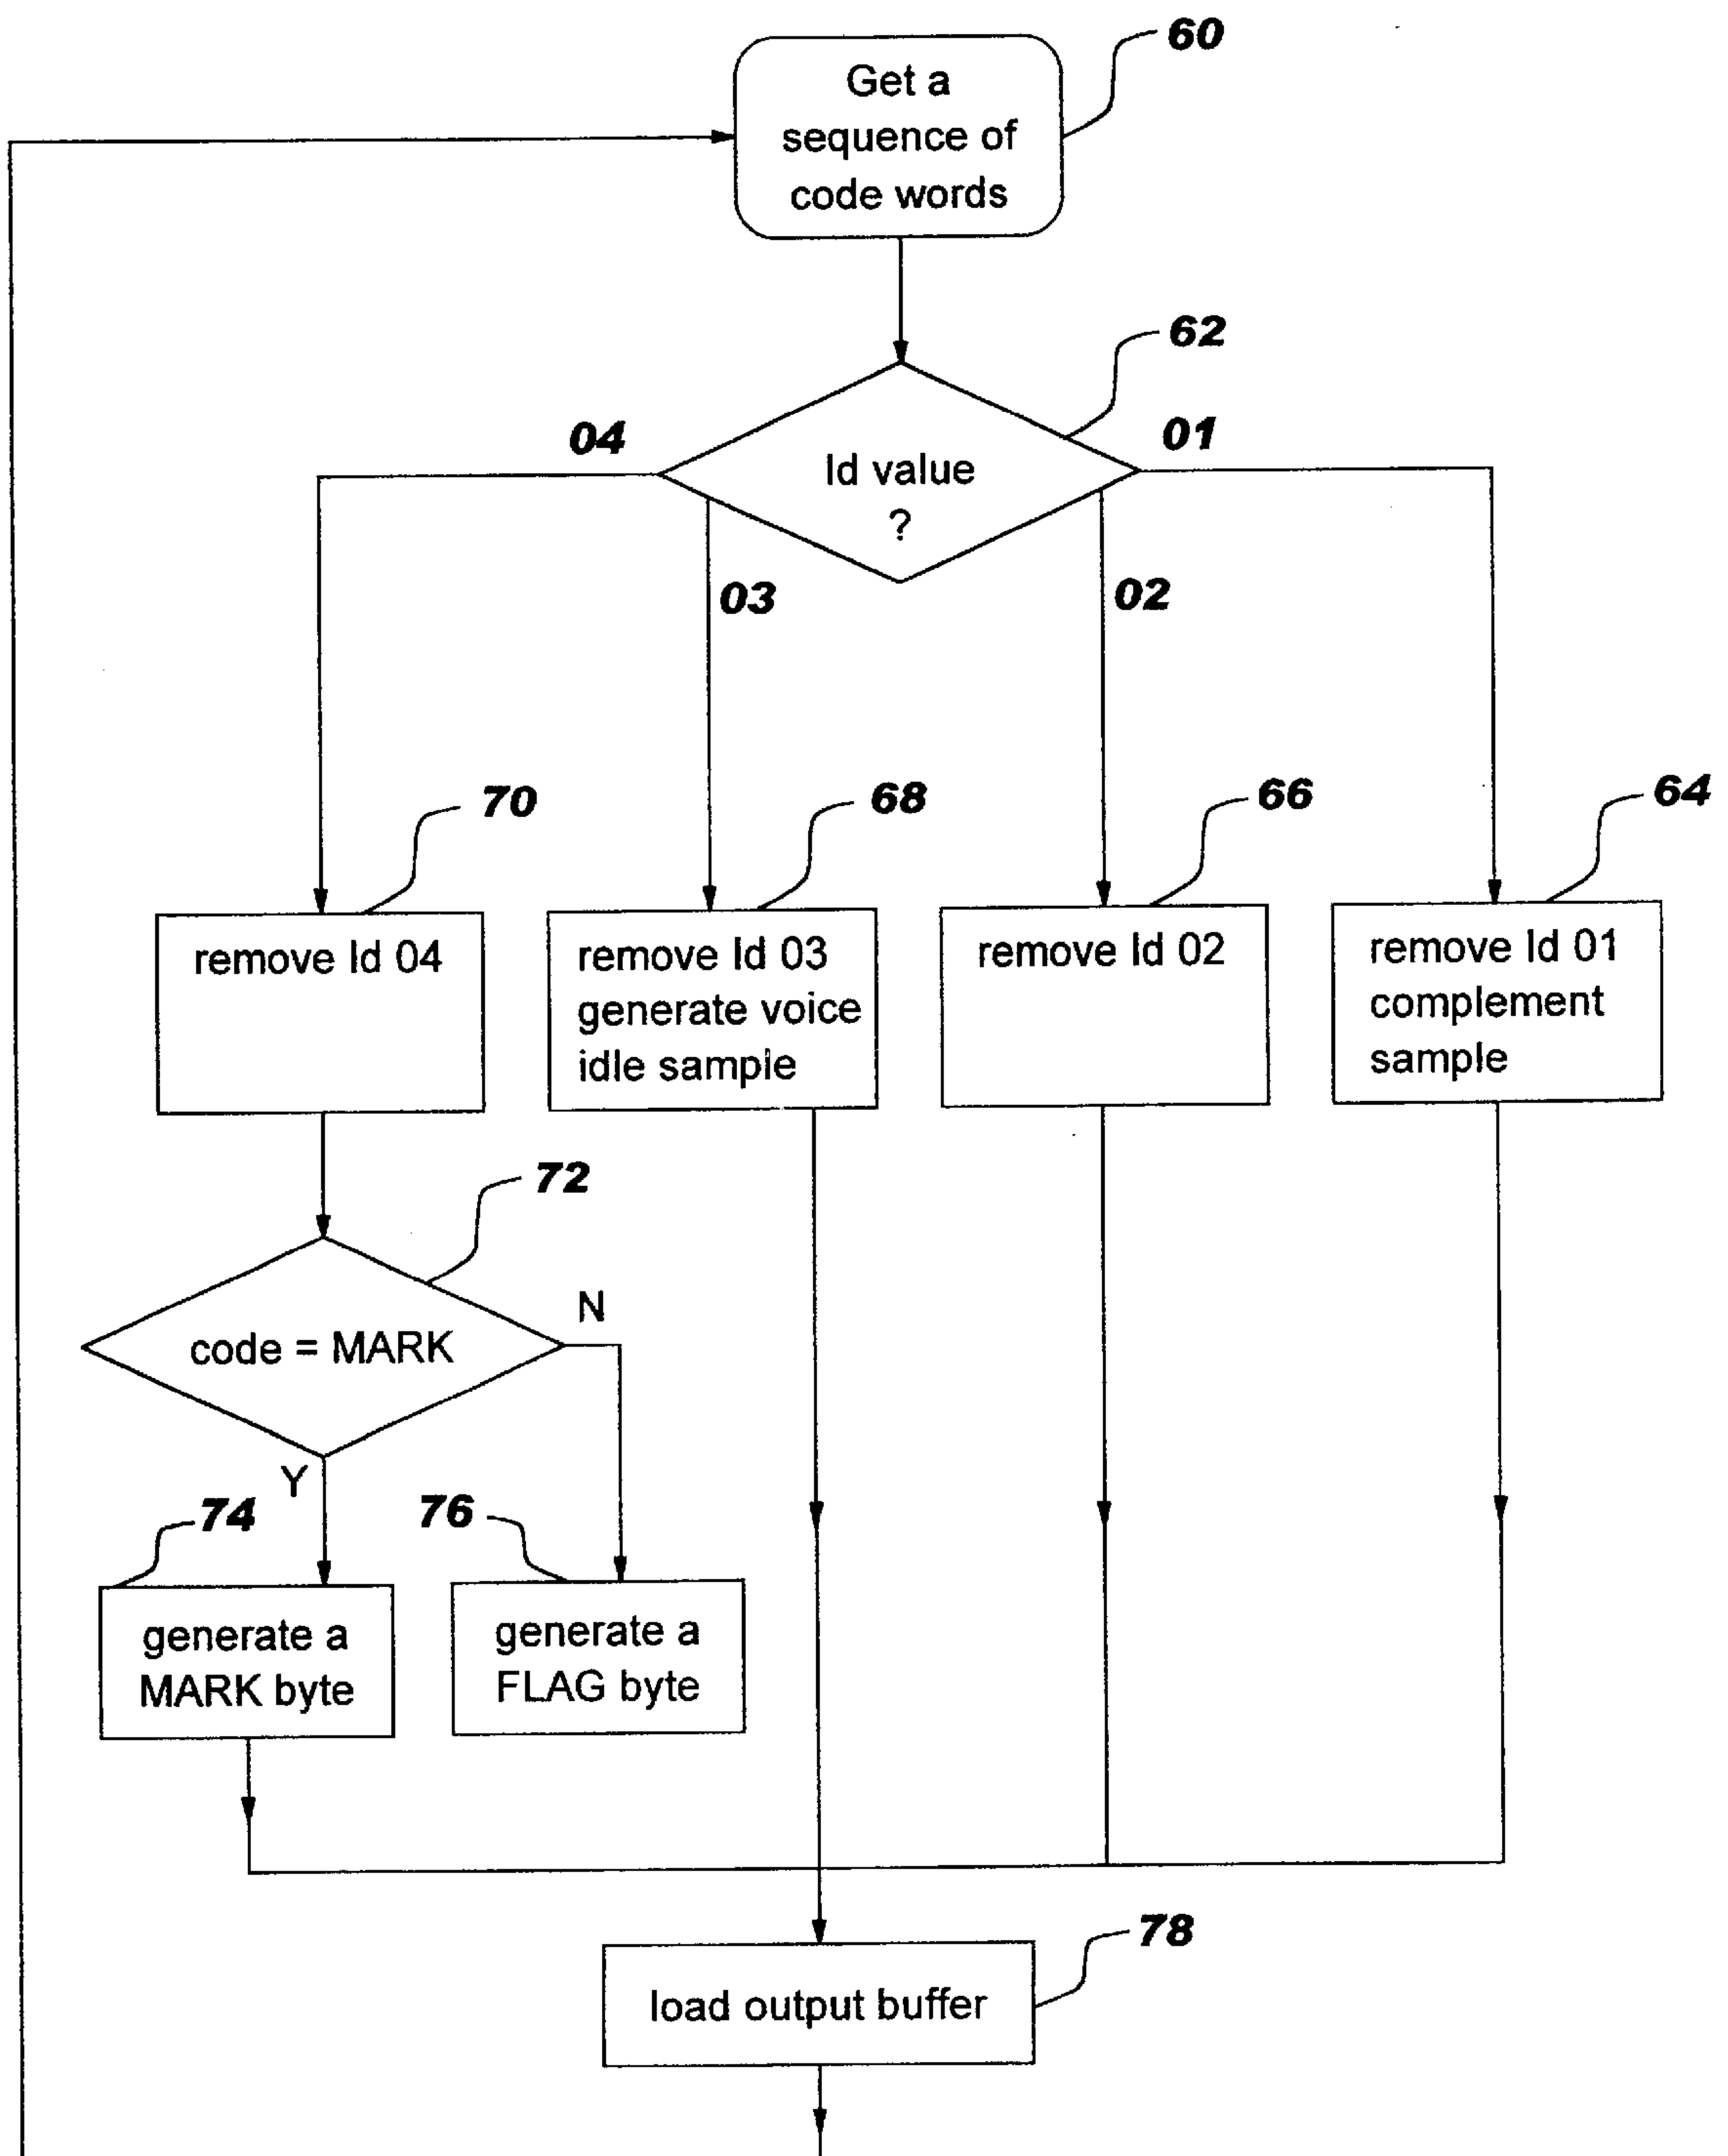 60
Get a
sequence of
code words
62
04
01
Id value
?
03
02
70
68
66
64
remove Id 04
remove Id 03
generate voice
idle sample
remove Id 02
remove Id 01
complement
sample
72
N
code = MARK
Y
74
76
generate a
MARK byte
generate a
FLAG byte
78
load output buffer